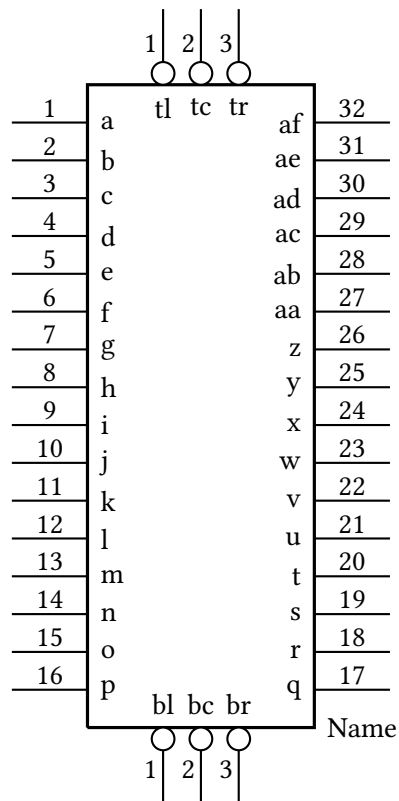 1 2 3
tl tc tr
1 a af 32
2 b ae 31
3 c ad 30
4 d ac 29
5 e ab 28
6 f aa 27
7 g z 26
8 h y 25
9 i x 24
10 j w 23
11 k v 22
12 l u 21
13 m t 20
14 n s 19
15 o r 18
16 p q 17
bl bc br
Name
1 2 3